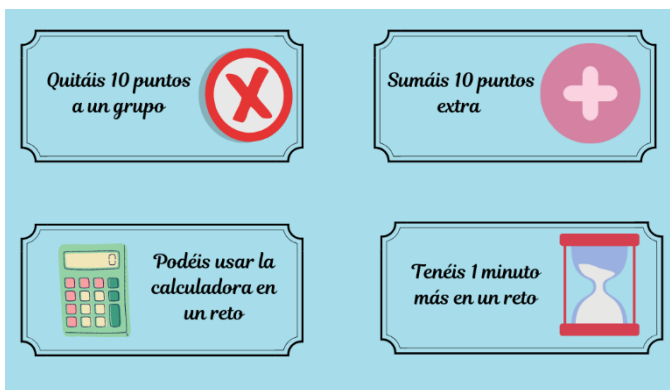 Quitáis 10 puntos
a un grupo
Sumáis 10 puntos
extra
0
Podéis usar la
calculadora en
un reto
Tenéis 1 minuto
más en un reto